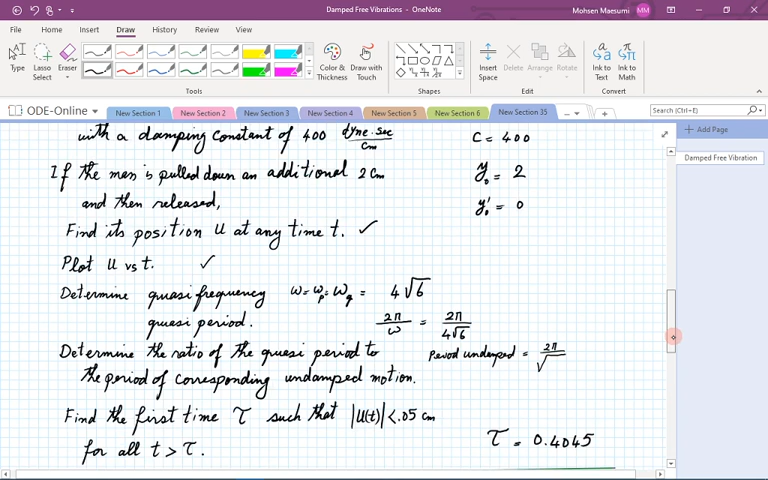 Damped Free Vibrations - OneNote
Mohsen Maesumi MM
File Home Insert Draw History Review View
Type Lasso Select Eraser Color & Thickness Draw with Touch Insert Space Delete Arrange Rotate Ink to Text Ink to Math
Tools Shapes Edit Convert
ODE-Online New Section 1 New Section 2 New Section 3 New Section 4 New Section 5 New Section 6 New Section 35 Search (Ctrl+E)
Add Page
Damped Free Vibration
with a damping constant of 400 dyne·sec/cm C = 400
If the mass is pulled down an additional 2 cm y₀ = 2
and then released, y₀' = 0
Find its position u at any time t. ✓
Plot u vs t. ✓
Determine quasi frequency ω = ωp = ωq = 4√6
quasi period. 2π/ω = 2π/4√6
Determine the ratio of the quasi period to Period undamped = 2π/√
the period of corresponding undamped motion.
Find the first time τ such that |u(t)| < .05 cm
for all t > τ. τ = 0.4045